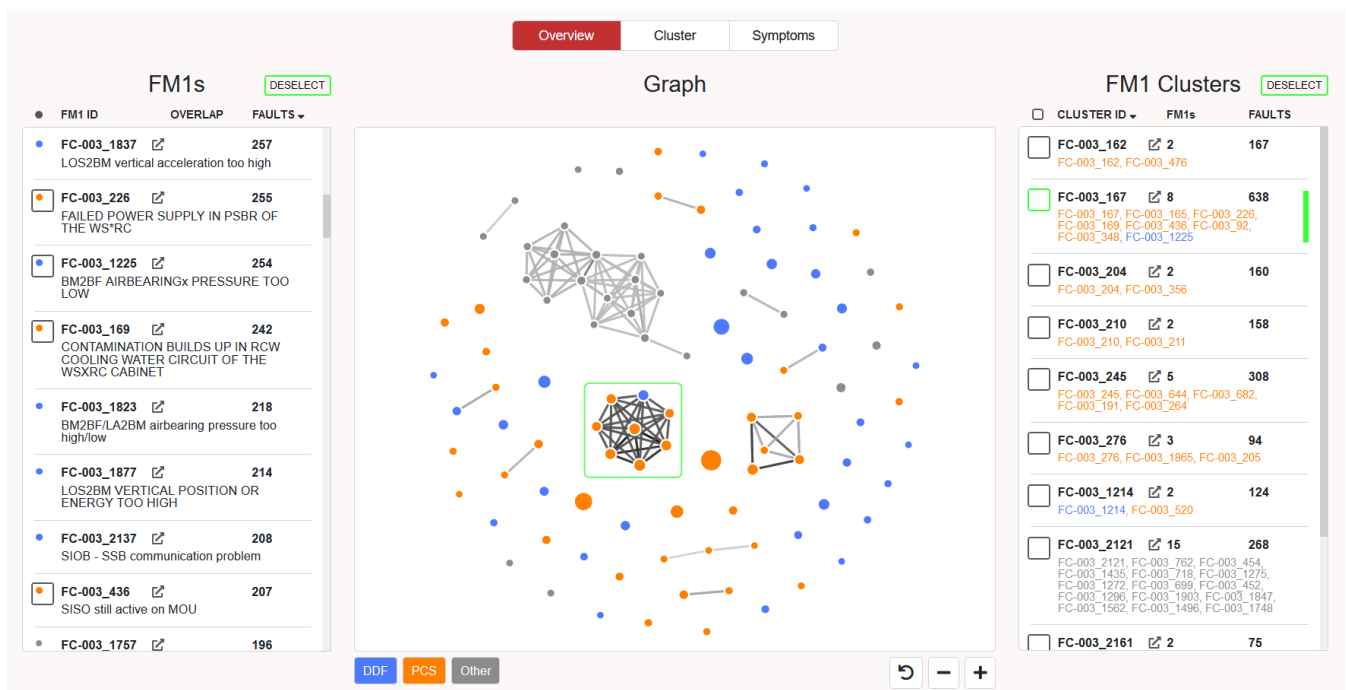 Overview Cluster Symptoms
FM1s DESELECT
FM1 ID OVERLAP FAULTS
FC-003_1837 257
LOS2BM vertical acceleration too high
FC-003_226 255
FAILED POWER SUPPLY IN PSBR OF
THE WS*RC
FC-003_1225 254
BM2BF AIRBEARINGx PRESSURE TOO
LOW
FC-003_169 242
CONTAMINATION BUILDS UP IN RCW
COOLING WATER CIRCUIT OF THE
WSXRC CABINET
FC-003_1823 218
BM2BF/LA2BM airbearing pressure too
high/low
FC-003_1877 214
LOS2BM VERTICAL POSITION OR
ENERGY TOO HIGH
FC-003_2137 208
SIOB - SSB communication problem
FC-003_436 207
SISO still active on MOU
FC-003_1757 196
Graph
DDF PCS Other
FM1 Clusters DESELECT
CLUSTER ID FM1s FAULTS
FC-003_162 2 167
FC-003_162, FC-003_476
FC-003_167 8 638
FC-003_167, FC-003_165, FC-003_226,
FC-003_169, FC-003_436, FC-003_92,
FC-003_348, FC-003_1225
FC-003_204 2 160
FC-003_204, FC-003_356
FC-003_210 2 158
FC-003_210, FC-003_211
FC-003_245 5 308
FC-003_245, FC-003_644, FC-003_682,
FC-003_191, FC-003_264
FC-003_276 3 94
FC-003_276, FC-003_1865, FC-003_205
FC-003_1214 2 124
FC-003_1214, FC-003_520
FC-003_2121 15 268
FC-003_2121, FC-003_762, FC-003_454,
FC-003_1435, FC-003_718, FC-003_1275,
FC-003_1272, FC-003_699, FC-003_452,
FC-003_1296, FC-003_1903, FC-003_1847,
FC-003_1562, FC-003_1496, FC-003_1748
FC-003_2161 2 75